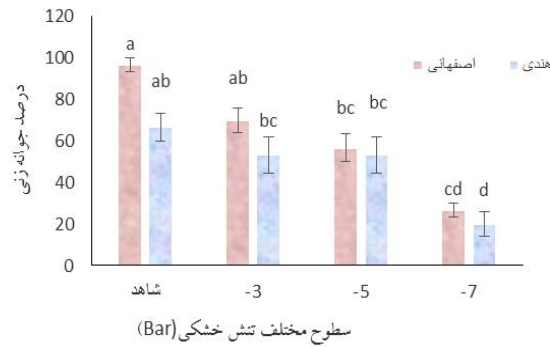 120
100
80
60
40
20
0
درصد جوانه زنی
a
ab
ab
bc
bc
bc
cd
d
اصفهانی
هندی
شاهد
-3
-5
-7
سطوح مختلف تنش خشکی(Bar)